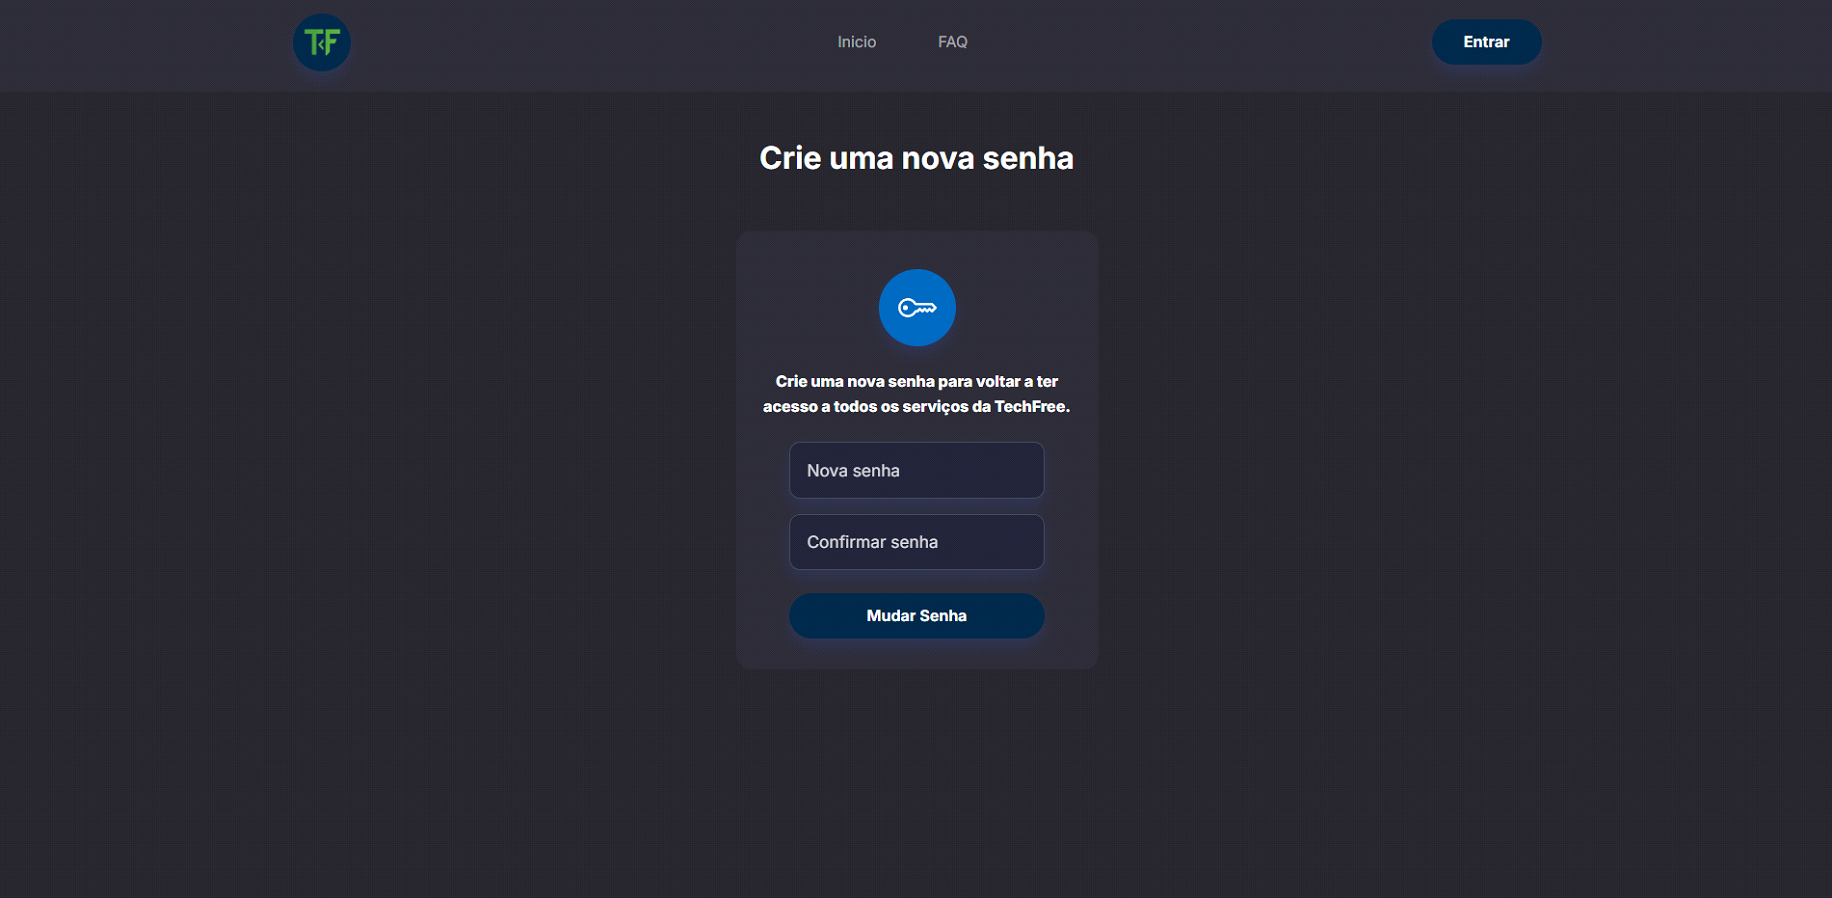 TF
Inicio
FAQ
Entrar
Crie uma nova senha
Crie uma nova senha para voltar a ter
acesso a todos os serviços da TechFree.
Nova senha
Confirmar senha
Mudar Senha